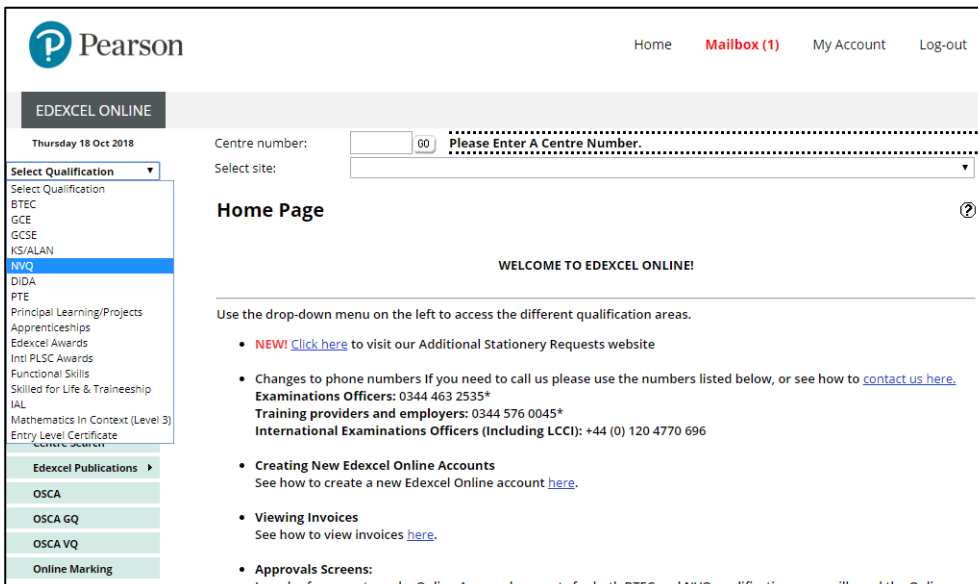 Pearson
Home Mailbox (1) My Account Log-out
EDEXCEL ONLINE
Thursday 18 Oct 2018
Centre number: GO Please Enter A Centre Number.
Select site:
Select Qualification
Select Qualification
BTEC
GCE
GCSE
KS/ALAN
NVQ
DiDA
PTE
Principal Learning/Projects
Apprenticeships
Edexcel Awards
Intl PLSC Awards
Functional Skills
Skilled for Life & Traineeship
IAL
Mathematics In Context (Level 3)
Entry Level Certificate
Centre Search
Edexcel Publications
OSCA
OSCA GQ
OSCA VQ
Online Marking
Home Page
WELCOME TO EDEXCEL ONLINE!
Use the drop-down menu on the left to access the different qualification areas.
• NEW! Click here to visit our Additional Stationery Requests website
• Changes to phone numbers If you need to call us please use the numbers listed below, or see how to contact us here.
Examinations Officers: 0344 463 2535*
Training providers and employers: 0344 576 0045*
International Examinations Officers (Including LCCI): +44 (0) 120 4770 696
• Creating New Edexcel Online Accounts
See how to create a new Edexcel Online account here.
• Viewing Invoices
See how to view invoices here.
• Approvals Screens: